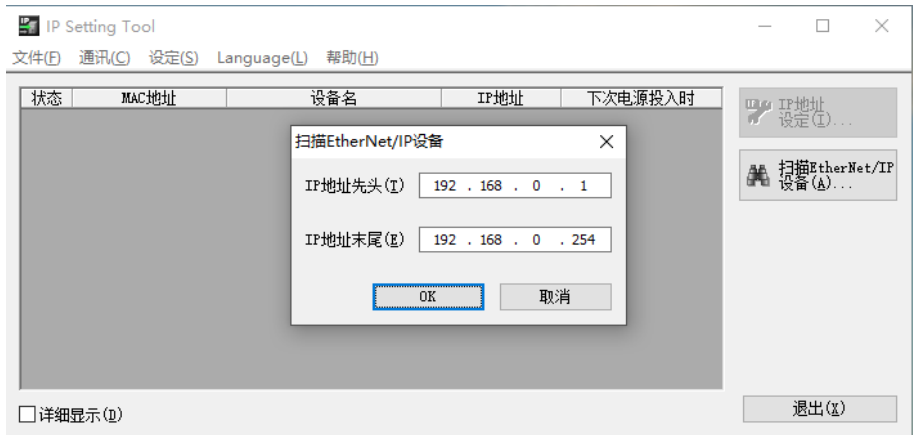 IP Setting Tool
文件(F) 通讯(C) 设定(S) Language(L) 帮助(H)
状态 MAC地址 设备名 IP地址 下次电源投入时
IP地址
设定(I)...
扫描EtherNet/IP
设备(A)...
扫描EtherNet/IP设备
IP地址先头(I) 192 . 168 . 0 . 1
IP地址末尾(E) 192 . 168 . 0 . 254
OK 取消
详细显示(D)
退出(X)